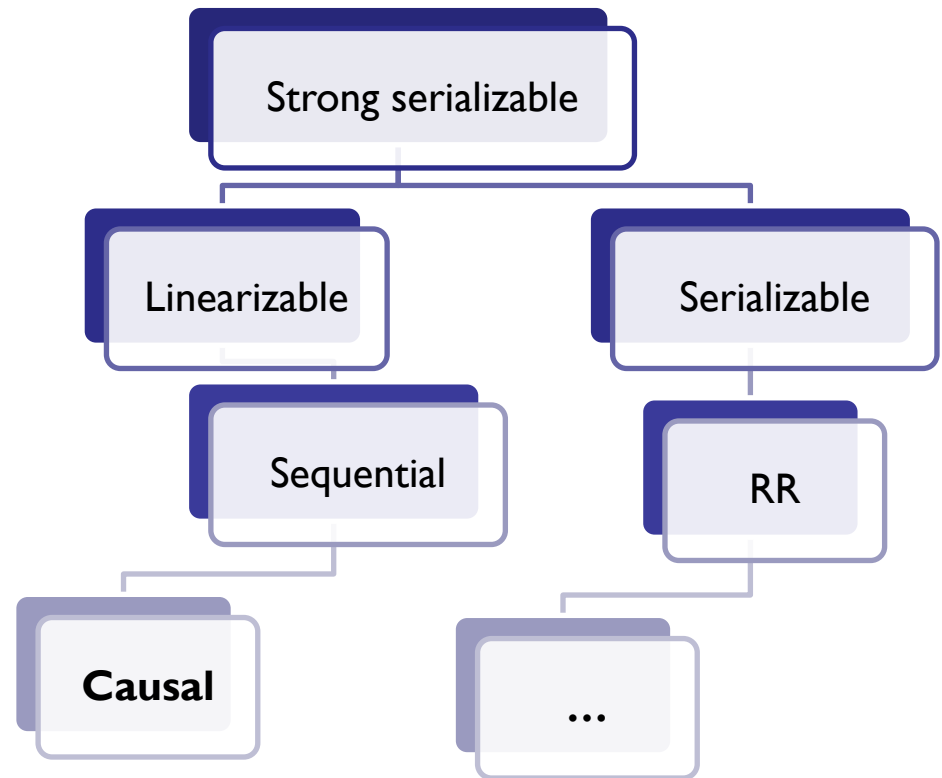 Strong serializable
Linearizable
Serializable
Sequential
RR
Causal
...